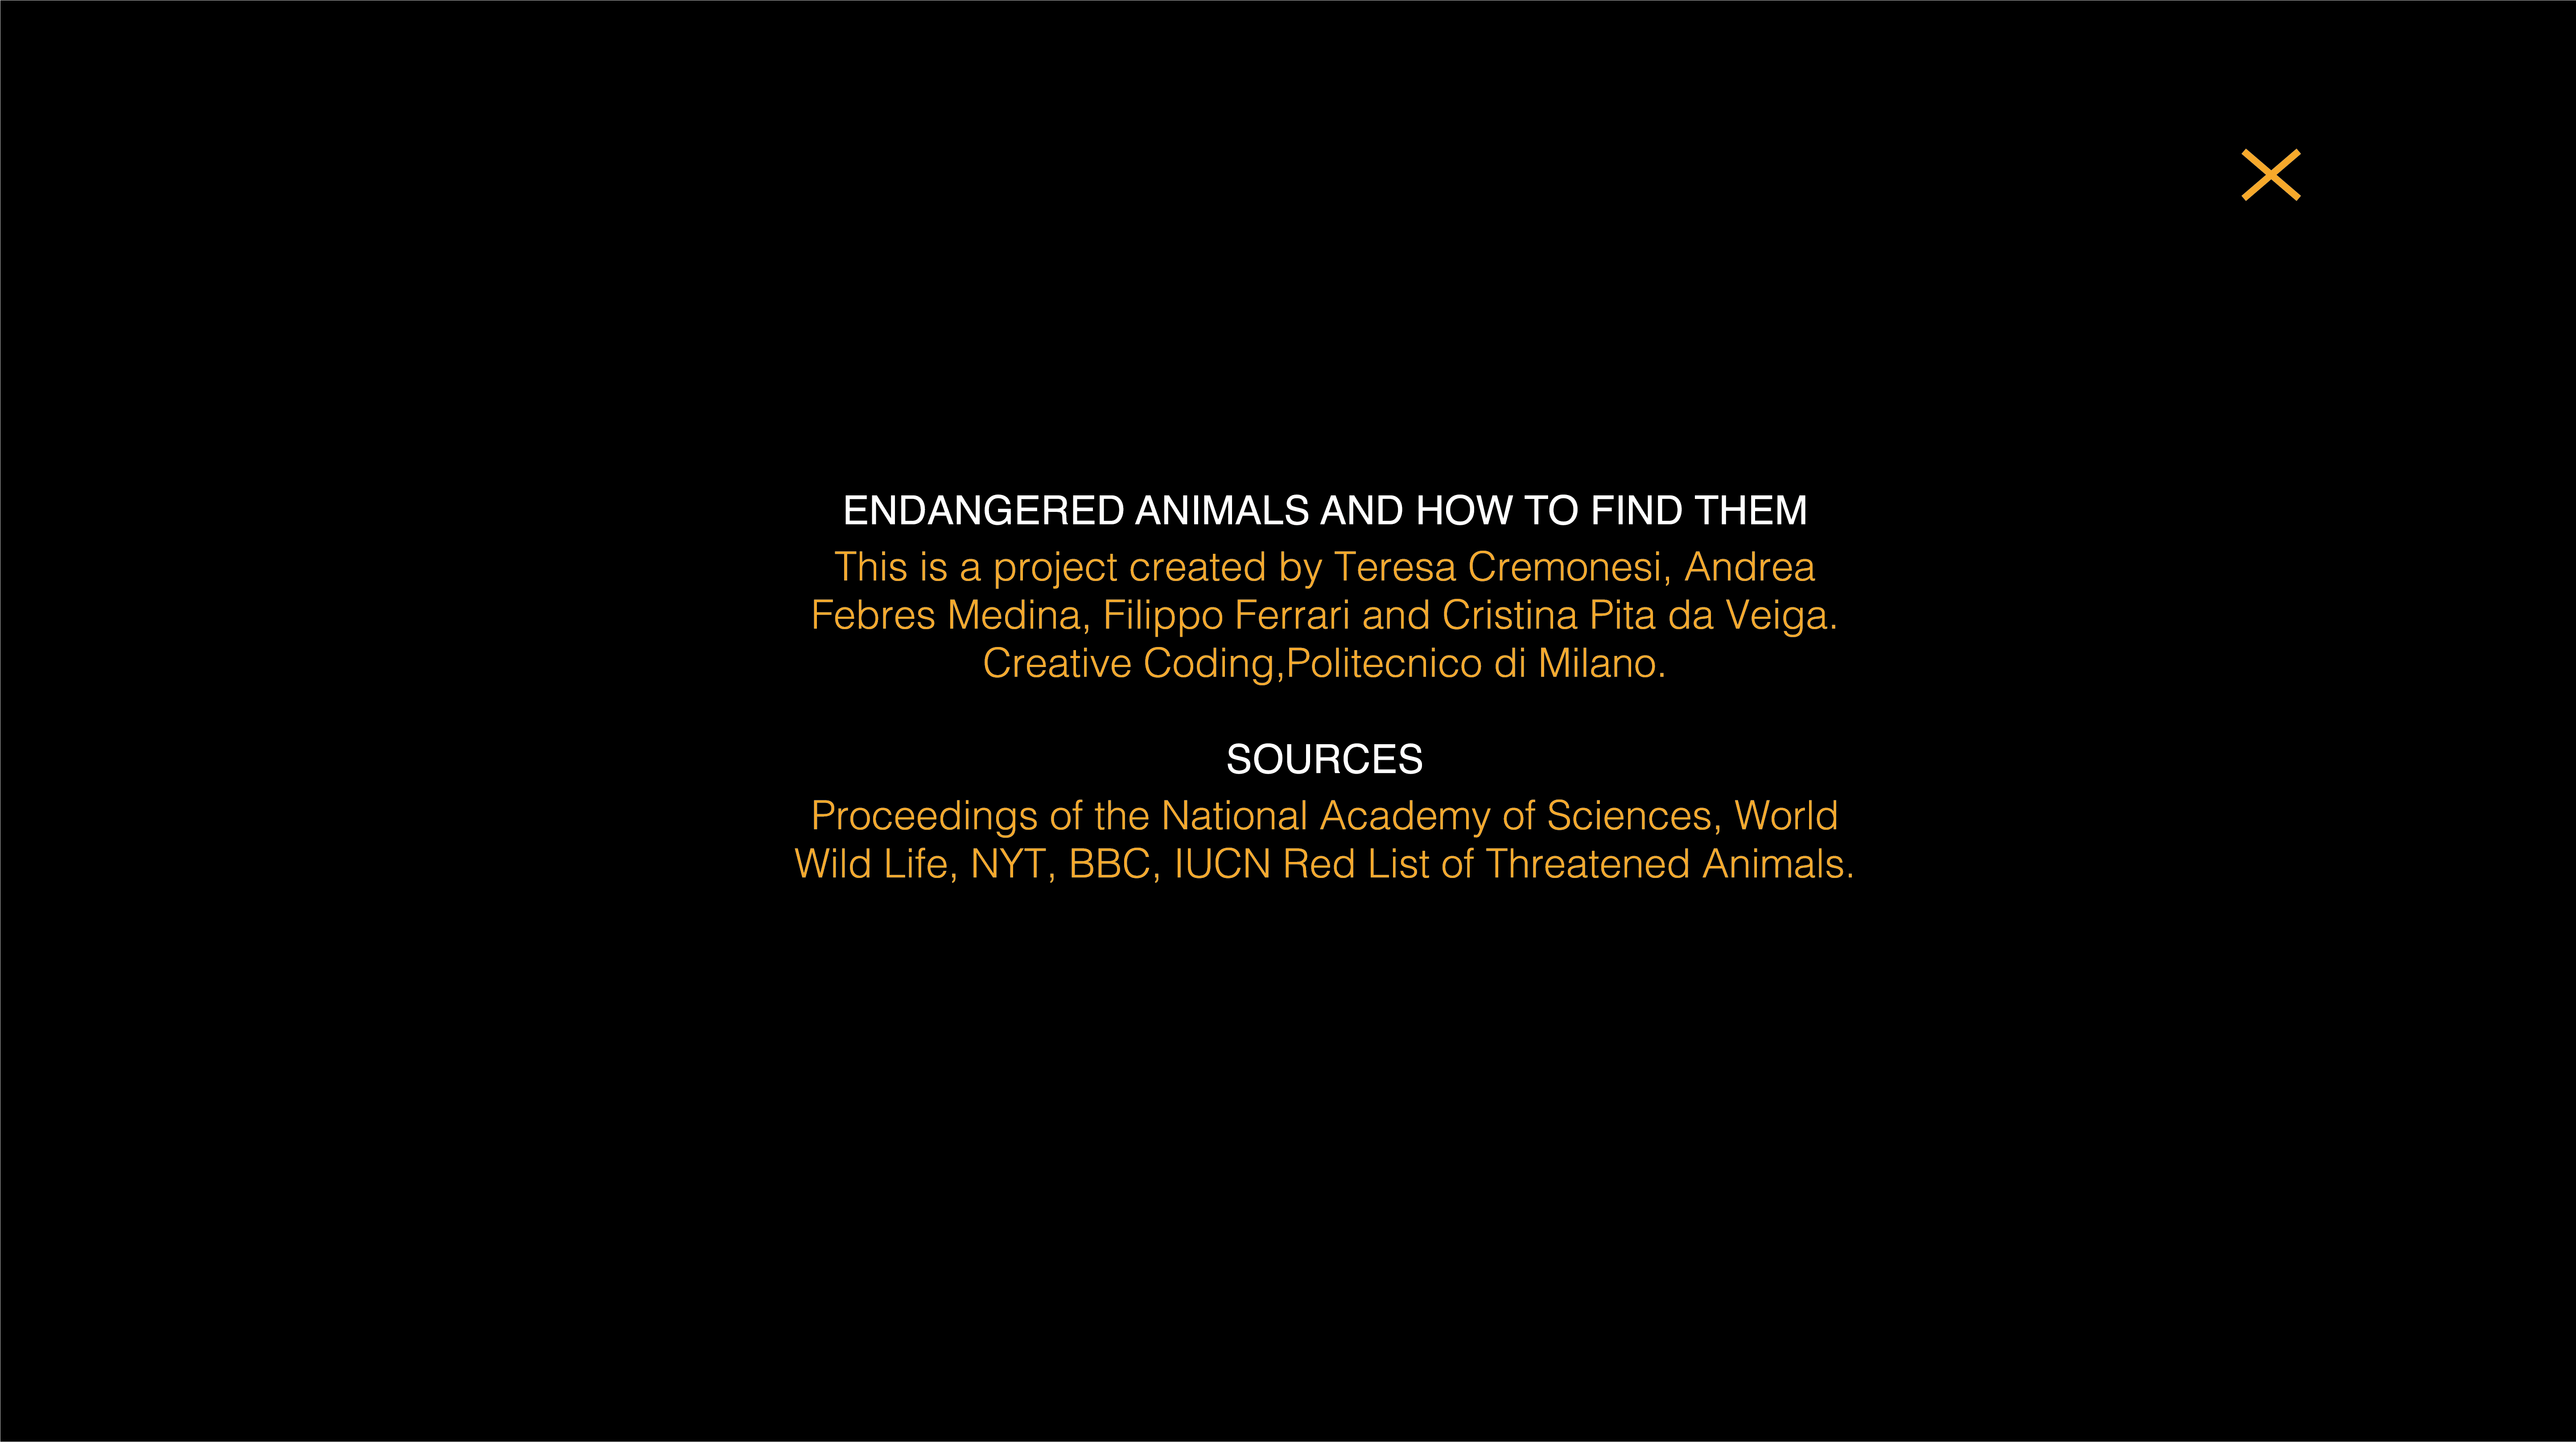 ENDANGERED ANIMALS AND HOW TO FIND THEM
This is a project created by Teresa Cremonesi, Andrea
Febres Medina, Filippo Ferrari and Cristina Pita da Veiga.
Creative Coding,Politecnico di Milano.
SOURCES
Proceedings of the National Academy of Sciences, World
Wild Life, NYT, BBC, IUCN Red List of Threatened Animals.